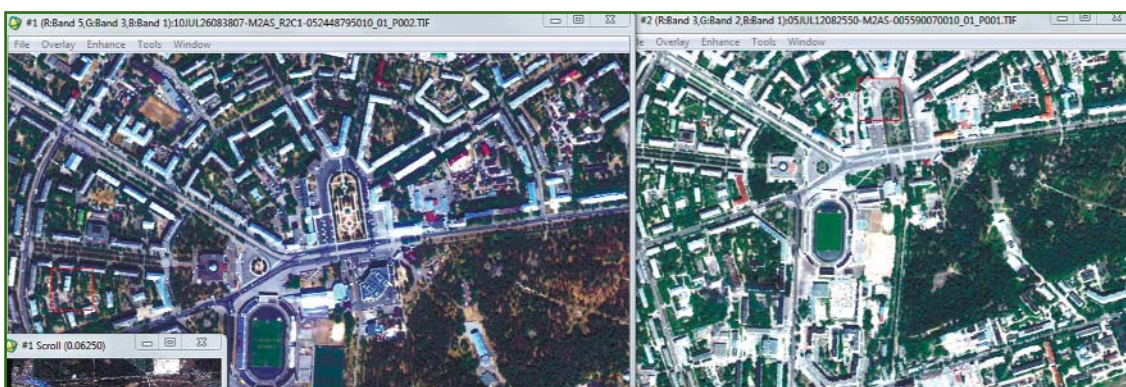 #1 (R:Band 5,G:Band 3,B:Band 1):10JUL26083807-M2AS_R2C1-052448795010_01_P002.TIF
File Overlay Enhance Tools Window
#2 (R:Band 3,G:Band 2,B:Band 1):05JUL12082550-M2AS-005590070010_01_P001.TIF
le Overlay Enhance Tools Window
#1 Scroll (0.06250)